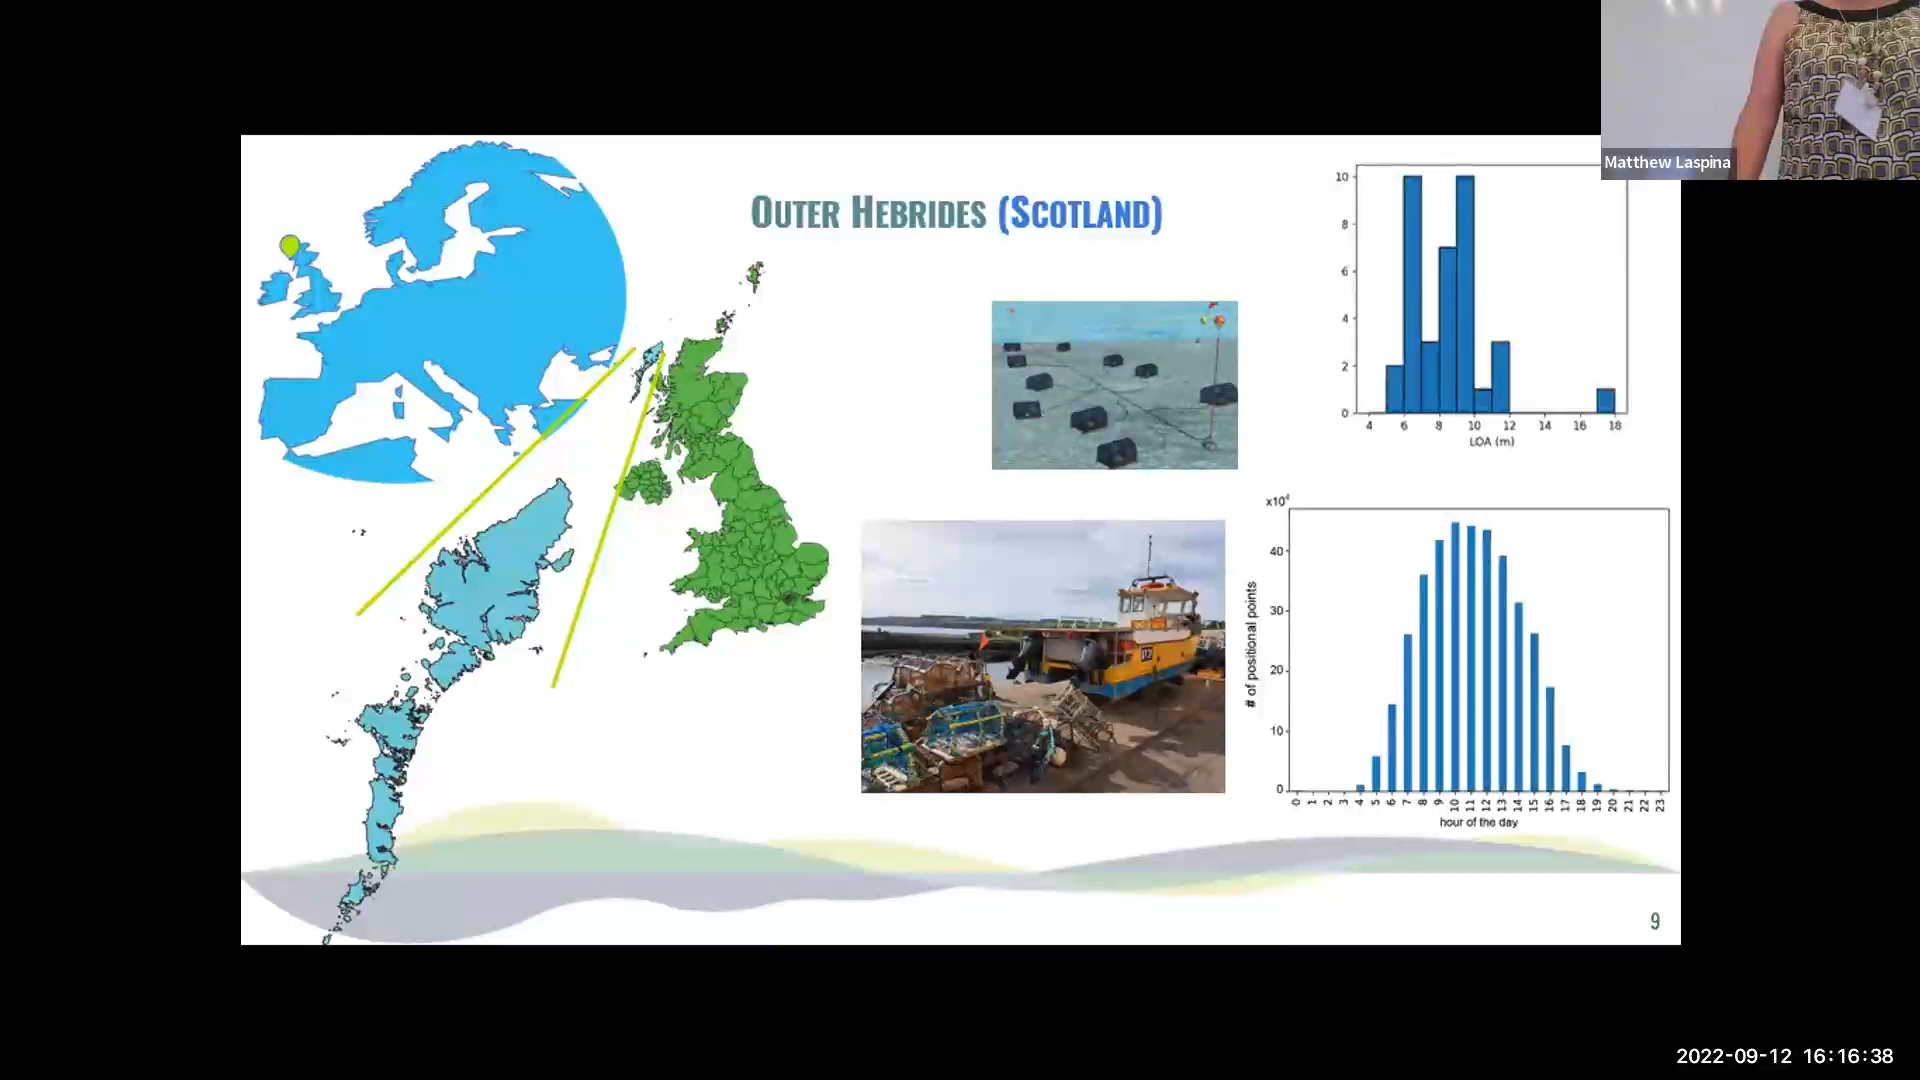 Matthew Laspina
OUTER HEBRIDES (SCOTLAND)
10
8
6
4
2
0
4 6 8 10 12 14 16 18
LOA (m)
x10⁴
40
30
20
10
0
# of positional points
0 1 2 3 4 5 6 7 8 9 10 11 12 13 14 15 16 17 18 19 20 21 22 23
hour of the day
9
2022-09-12 16:16:38